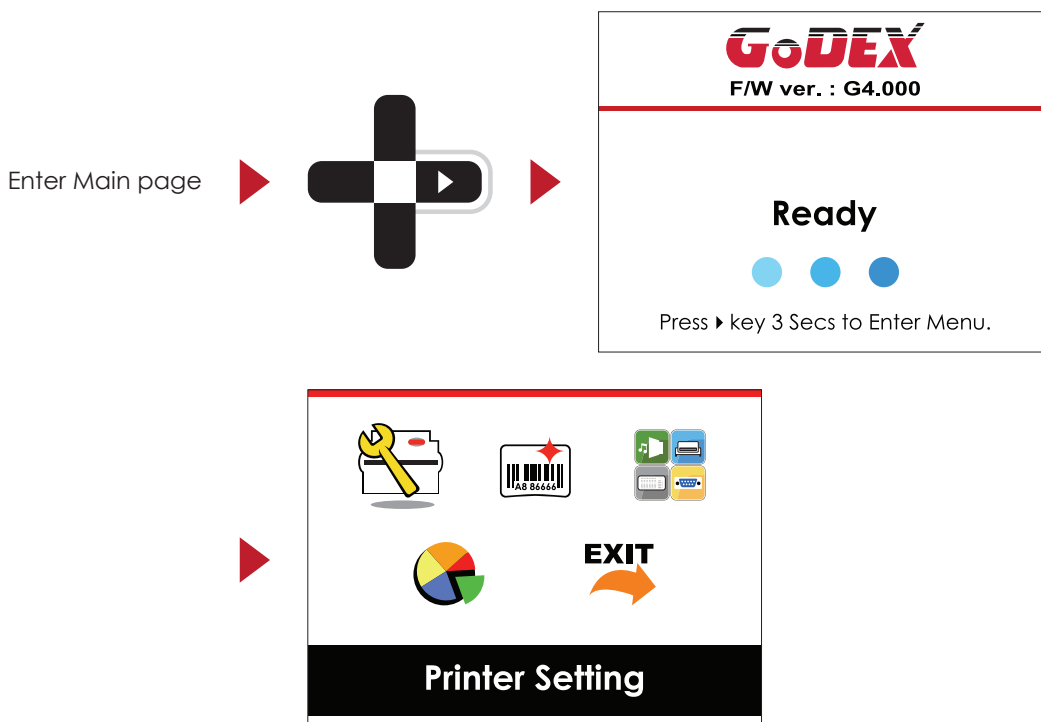 GoDEX
F/W ver. : G4.000
Enter Main page
Ready
Press ▸ key 3 Secs to Enter Menu.
A8 86666
EXIT
Printer Setting